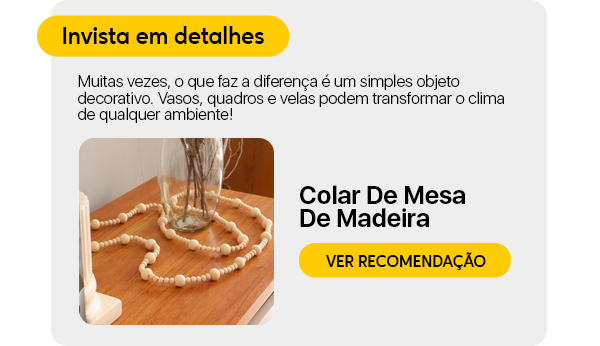 Invista em detalhes
Muitas vezes, o que faz a diferença é um simples objeto
decorativo. Vasos, quadros e velas podem transformar o clima
de qualquer ambiente!
Colar De Mesa
De Madeira
VER RECOMENDAÇÃO